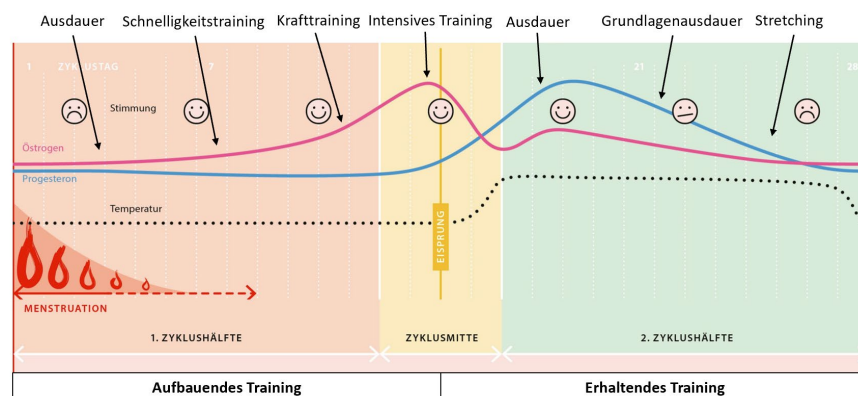 Ausdauer
Schnelligkeitstraining
Krafttraining
Intensives Training
Ausdauer
Grundlagenausdauer
Stretching
1 ZYKLUSTAG 7 21 28
Stimmung
Östrogen
Progesteron
Temperatur
EISPRUNG
MENSTRUATION
1. ZYKLUSHÄLFTE
ZYKLUSMITTE
2. ZYKLUSHÄLFTE
Aufbauendes Training
Erhaltendes Training